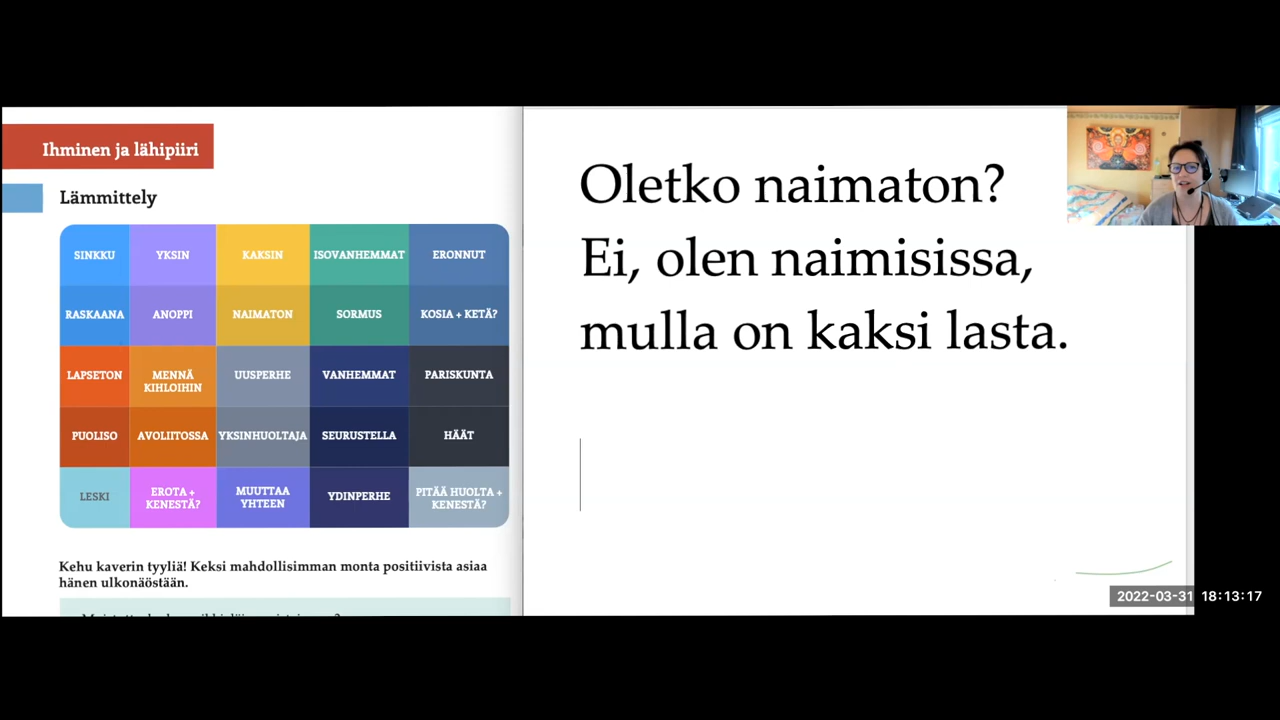 Ihminen ja lähipiiri
Lämmittely
SINKKU YKSIN KAKSIN ISOVANHEMMAT ERONNUT
RASKAANA ANOPPI NAIMATON SORMUS KOSIA + KETÄ?
LAPSETON MENNÄ KIHLOIHIN UUSPERHE VANHEMMAT PARISKUNTA
PUOLISO AVOLIITOSSA YKSINHUOLTAJA SEURUSTELLA HÄÄT
LESKI EROTA + KENESTÄ? MUUTTAA YHTEEN YDINPERHE PITÄÄ HUOLTA + KENESTÄ?
Kehu kaverin tyyliä! Keksi mahdollisimman monta positiivista asiaa
hänen ulkonäöstään.
Oletko naimaton?
Ei, olen naimisissa,
mulla on kaksi lasta.
2022-03-31 18:13:17